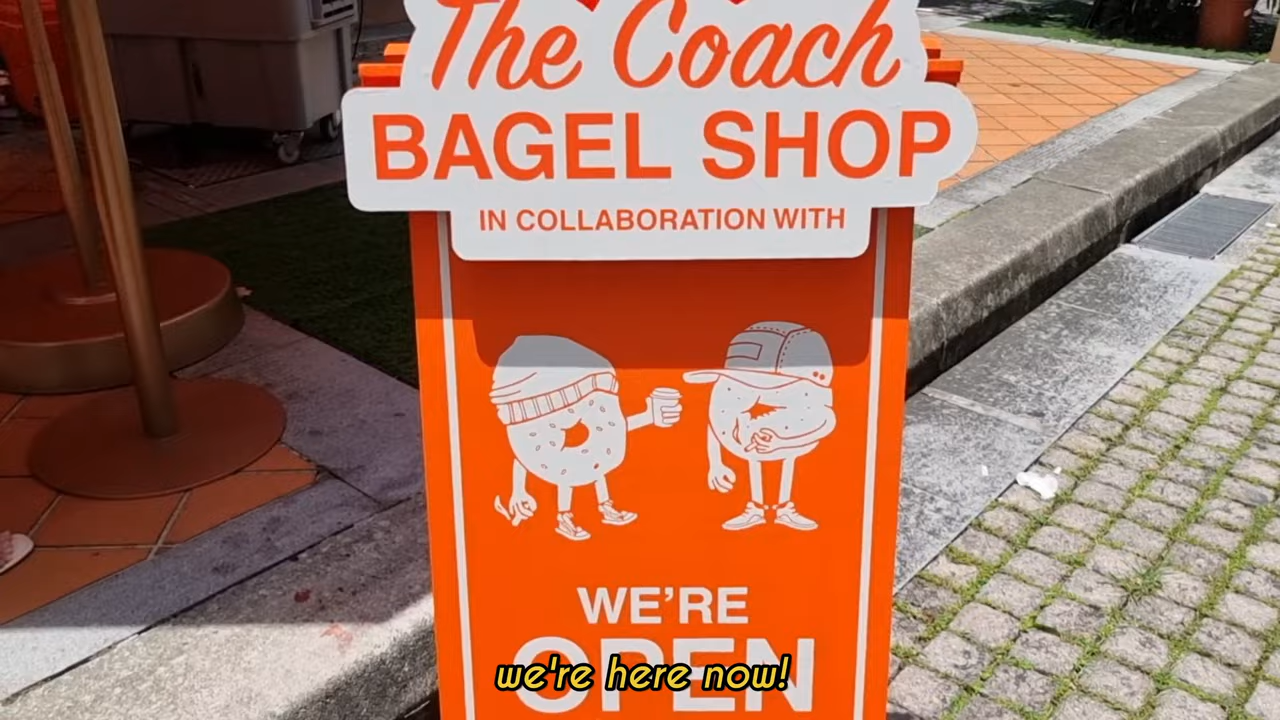 The Coach
BAGEL SHOP
IN COLLABORATION WITH
WE'RE
OPEN
we're here now!